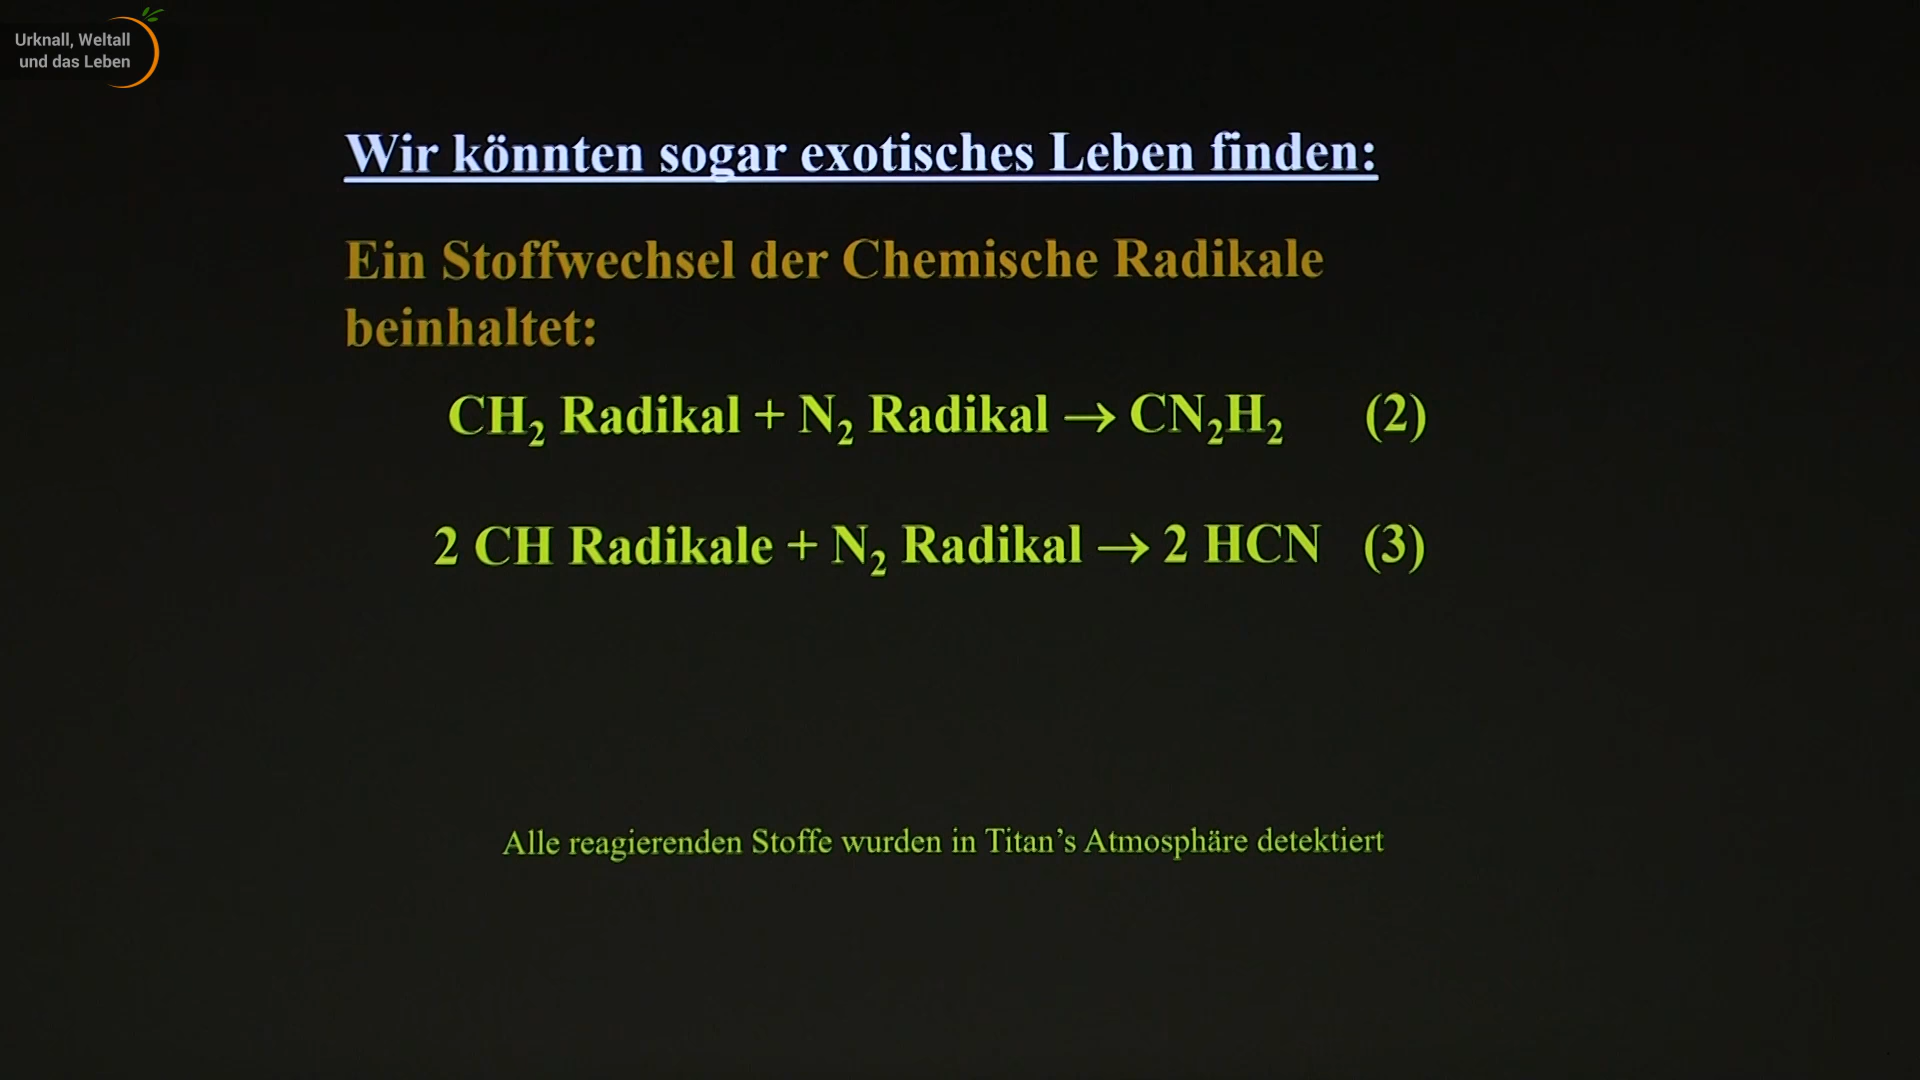 Urknall, Weltall
und das Leben
Wir könnten sogar exotisches Leben finden:
Ein Stoffwechsel der Chemische Radikale
beinhaltet:
CH₂ Radikal + N₂ Radikal → CN₂H₂ (2)
2 CH Radikale + N₂ Radikal → 2 HCN (3)
Alle reagierenden Stoffe wurden in Titan’s Atmosphäre detektiert